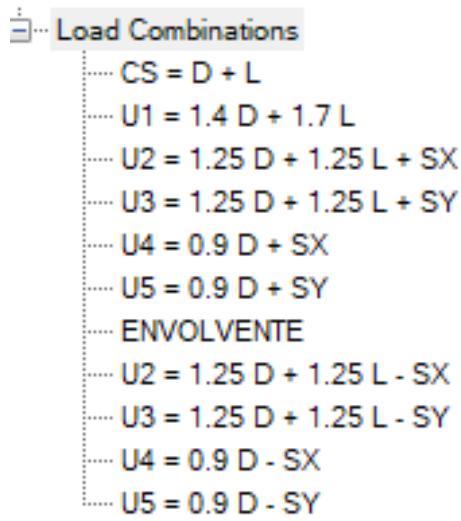 Load Combinations
CS = D + L
U1 = 1.4 D + 1.7 L
U2 = 1.25 D + 1.25 L + SX
U3 = 1.25 D + 1.25 L + SY
U4 = 0.9 D + SX
U5 = 0.9 D + SY
ENVOLVENTE
U2 = 1.25 D + 1.25 L - SX
U3 = 1.25 D + 1.25 L - SY
U4 = 0.9 D - SX
U5 = 0.9 D - SY